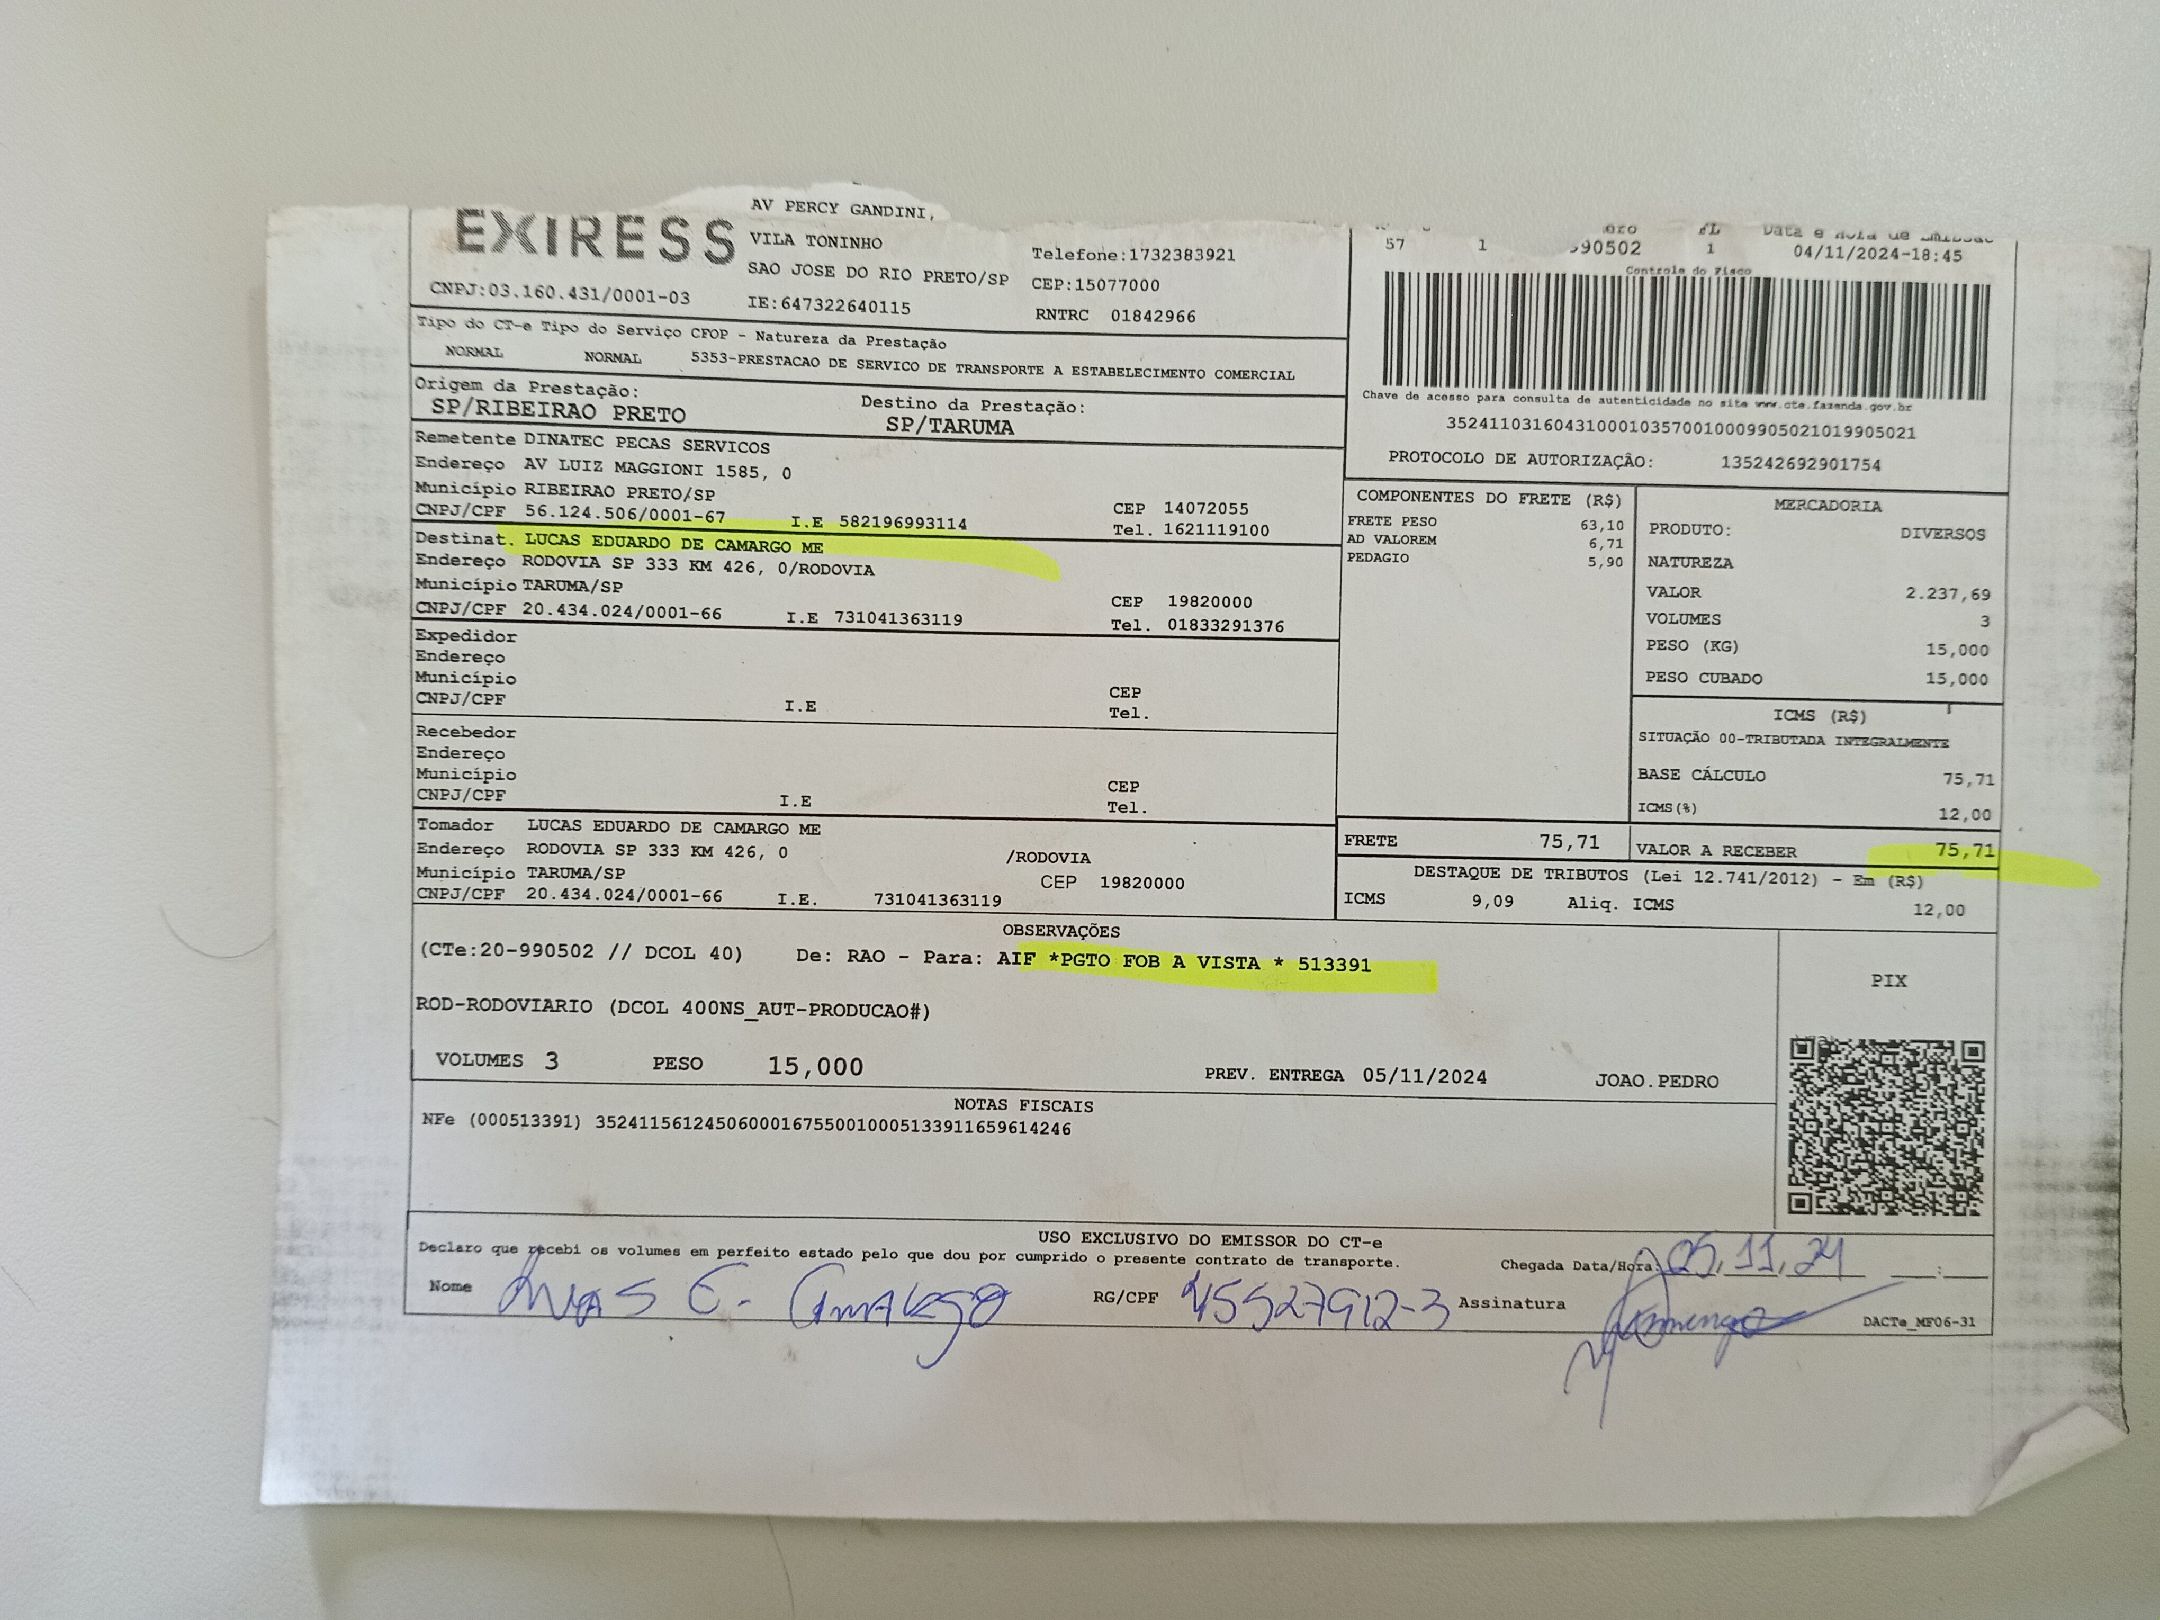 EXIRESS
AV PERCY GANDINI,
VILA TONINHO
SAO JOSE DO RIO PRETO/SP
Telefone:1732383921
CEP:15077000
CNPJ:03.160.431/0001-03
IE:647322640115
RNTRC 01842966
57 1 990502 1 04/11/2024-18:45
Controle do Fisco
Tipo do CT-e Tipo do Serviço CFOP - Natureza da Prestação
NORMAL NORMAL 5353-PRESTACAO DE SERVICO DE TRANSPORTE A ESTABELECIMENTO COMERCIAL
Origem da Prestação:
SP/RIBEIRAO PRETO
Destino da Prestação:
SP/TARUMA
Chave de acesso para consulta de autenticidade no site www.cte.fazenda.gov.br
35241103160431000103570010009905021019905021
PROTOCOLO DE AUTORIZAÇÃO: 135242692901754
Remetente DINATEC PECAS SERVICOS
Endereço AV LUIZ MAGGIONI 1585, 0
Município RIBEIRAO PRETO/SP
CEP 14072055
CNPJ/CPF 56.124.506/0001-67 I.E 582196993114 Tel. 1621119100
Destinat. LUCAS EDUARDO DE CAMARGO ME
Endereço RODOVIA SP 333 KM 426, 0/RODOVIA
Município TARUMA/SP
CEP 19820000
CNPJ/CPF 20.434.024/0001-66 I.E 731041363119 Tel. 01833291376
Expedidor
Endereço
Município
CEP
CNPJ/CPF I.E Tel.
Recebedor
Endereço
Município
CEP
CNPJ/CPF I.E Tel.
Tomador LUCAS EDUARDO DE CAMARGO ME
Endereço RODOVIA SP 333 KM 426, 0 /RODOVIA
Município TARUMA/SP CEP 19820000
CNPJ/CPF 20.434.024/0001-66 I.E. 731041363119
COMPONENTES DO FRETE (R$)
FRETE PESO 63,10
AD VALOREM 6,71
PEDAGIO 5,90
MERCADORIA
PRODUTO: DIVERSOS
NATUREZA
VALOR 2.237,69
VOLUMES 3
PESO (KG) 15,000
PESO CUBADO 15,000
ICMS (R$)
SITUAÇÃO 00-TRIBUTADA INTEGRALMENTE
BASE CÁLCULO 75,71
ICMS(%) 12,00
FRETE 75,71
VALOR A RECEBER 75,71
DESTAQUE DE TRIBUTOS (Lei 12.741/2012) - Em (R$)
ICMS 9,09 Aliq. ICMS 12,00
OBSERVAÇÕES
(CTe:20-990502 // DCOL 40) De: RAO - Para: AIF *PGTO FOB A VISTA * 513391
ROD-RODOVIARIO (DCOL 400NS_AUT-PRODUCAO#)
VOLUMES 3 PESO 15,000 PREV. ENTREGA 05/11/2024 JOAO.PEDRO
PIX
NOTAS FISCAIS
NFe (000513391) 35241156124506000167550010005133911659614246
USO EXCLUSIVO DO EMISSOR DO CT-e
Declaro que recebi os volumes em perfeito estado pelo que dou por cumprido o presente contrato de transporte.
Chegada Data/Hora: 05,11,24 :
Nome Lucas E. Camargo RG/CPF 45527912-3 Assinatura
DACTe_MF06-31